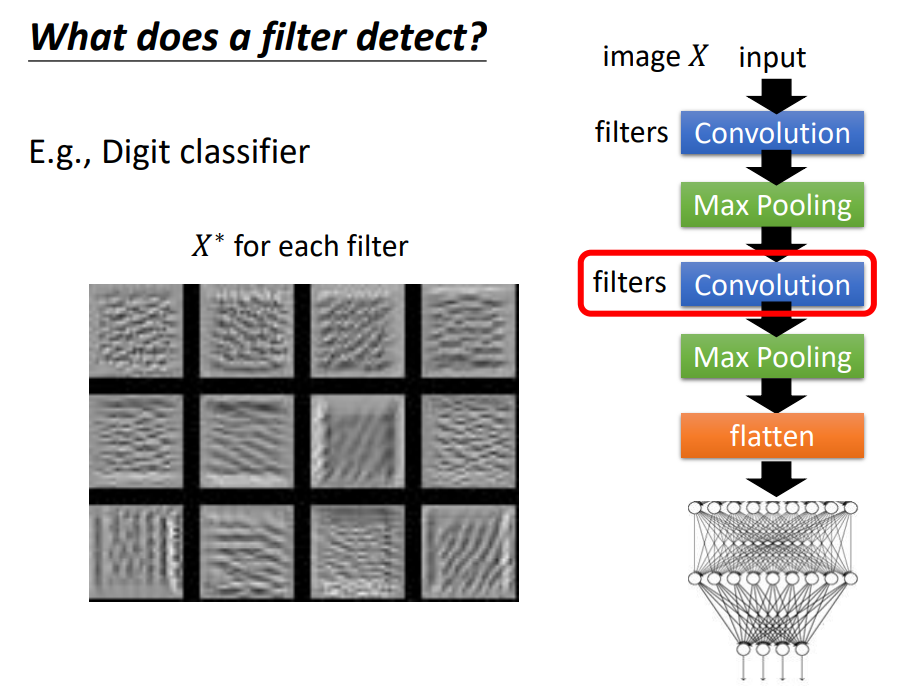 What does a filter detect?
E.g., Digit classifier
X* for each filter
image X input
filters Convolution
Max Pooling
filters Convolution
Max Pooling
flatten